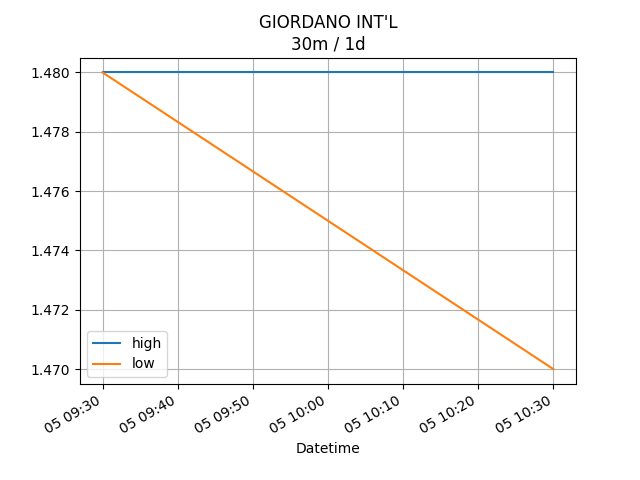 GIORDANO INT'L
30m / 1d
1.480
1.478
1.476
1.474
1.472
1.470
high
low
05 09:30
05 09:40
05 09:50
05 10:00
05 10:10
05 10:20
05 10:30
Datetime